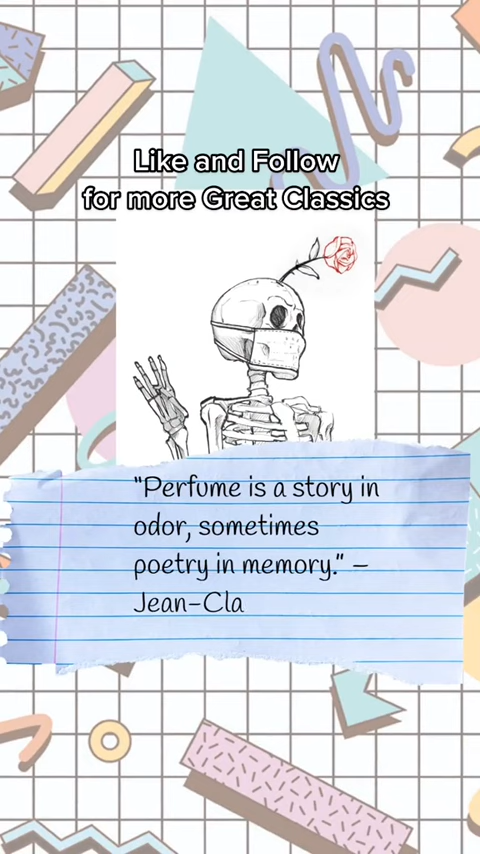 Like and Follow
for more Great Classics
"Perfume is a story in
odor, sometimes
poetry in memory." –
Jean-Cla